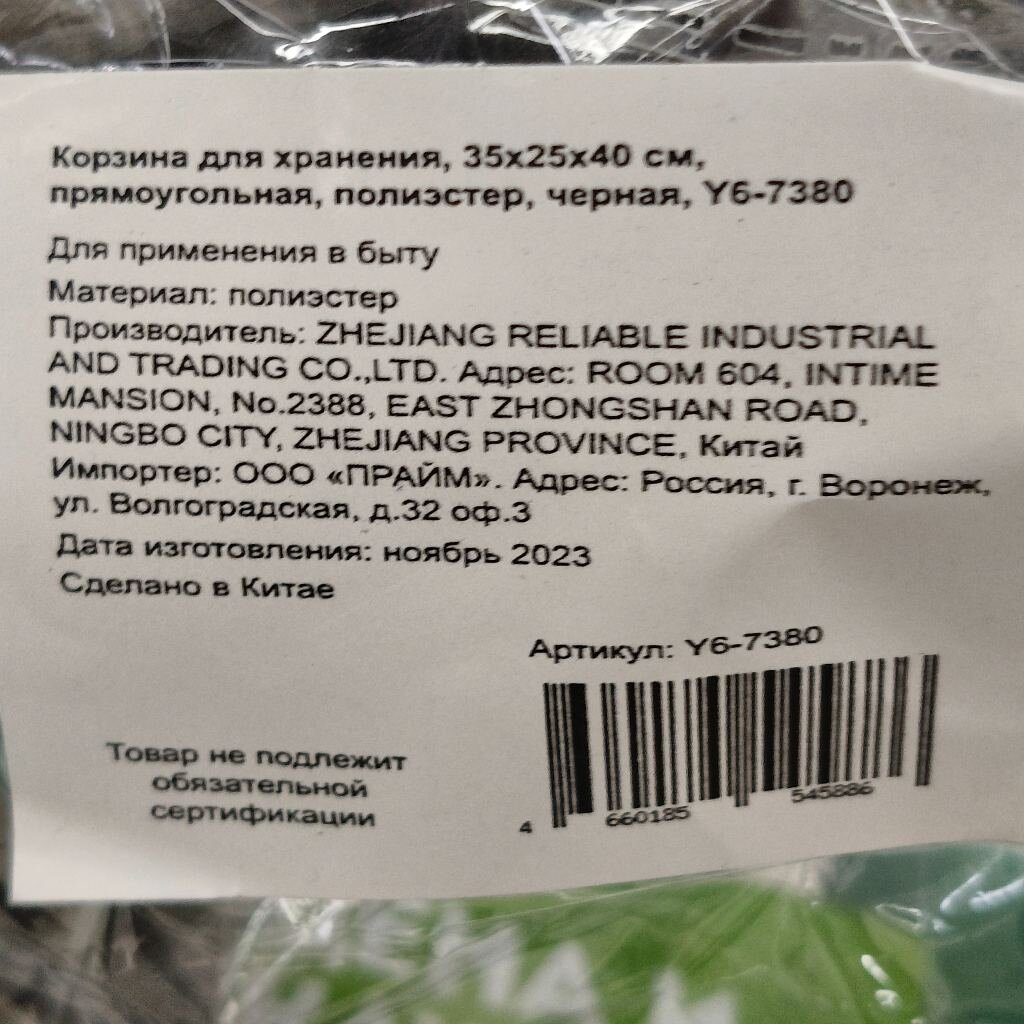 Корзина для хранения, 35х25х40 см,
прямоугольная, полиэстер, черная, Y6-7380
Для применения в быту
Материал: полиэстер
Производитель: ZHEJIANG RELIABLE INDUSTRIAL
AND TRADING CO.,LTD. Адрес: ROOM 604, INTIME
MANSION, No.2388, EAST ZHONGSHAN ROAD,
NINGBO CITY, ZHEJIANG PROVINCE, Китай
Импортер: ООО «ПРАЙМ». Адрес: Россия, г. Воронеж,
ул. Волгоградская, д.32 оф.3
Дата изготовления: ноябрь 2023
Сделано в Китае
Артикул: Y6-7380
4 660185 545886
Товар не подлежит
обязательной
сертификации